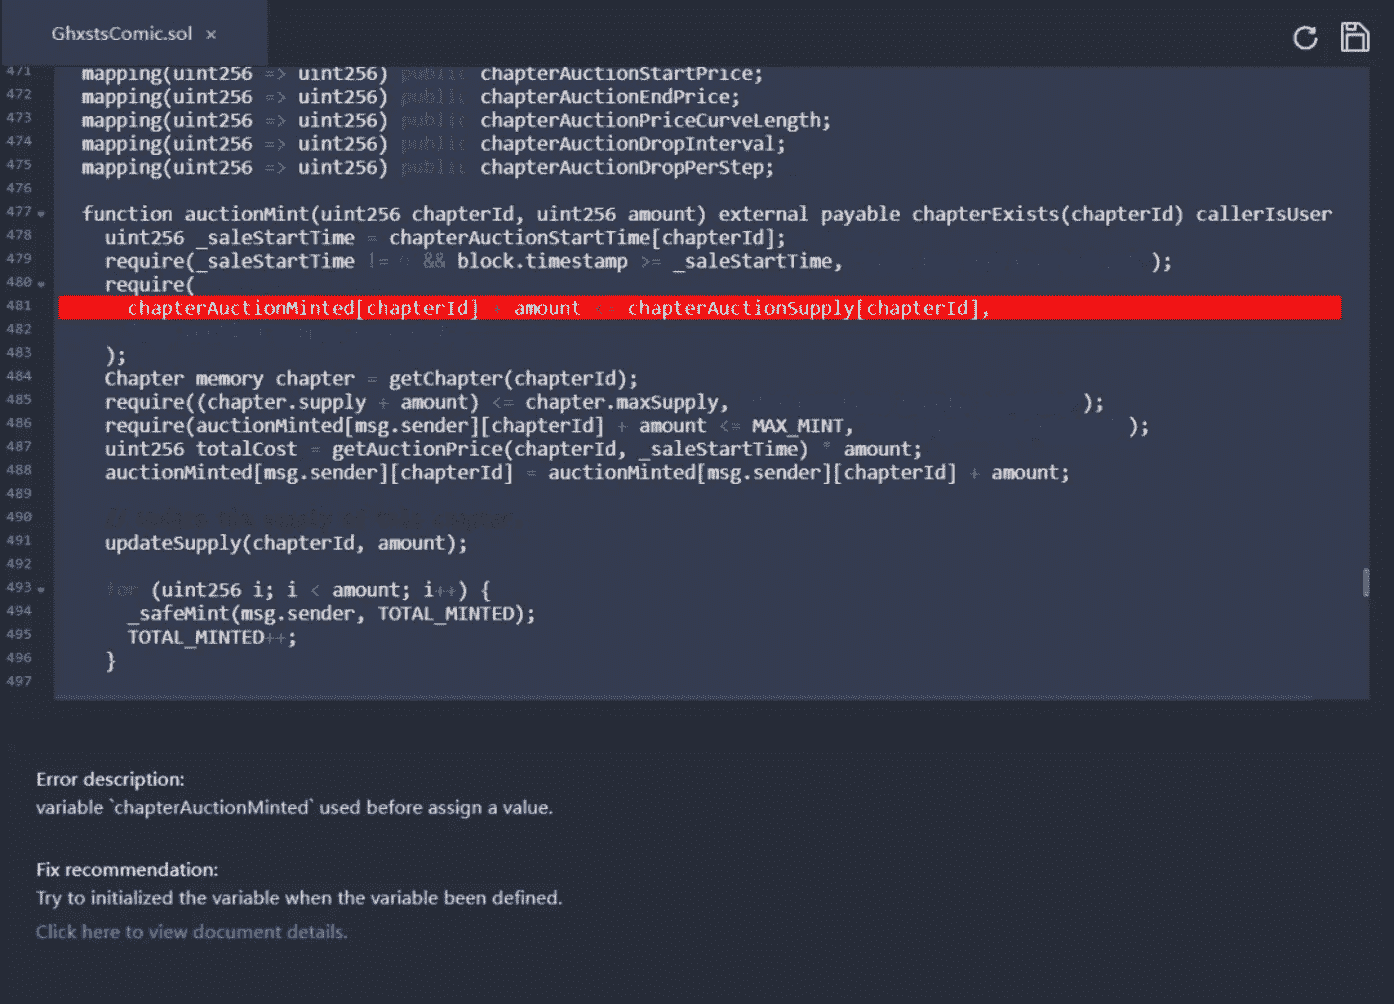 GhxstsComic.sol ×
471 mapping(uint256 => uint256) public chapterAuctionStartPrice;
472 mapping(uint256 => uint256) public chapterAuctionEndPrice;
473 mapping(uint256 => uint256) public chapterAuctionPriceCurveLength;
474 mapping(uint256 => uint256) public chapterAuctionDropInterval;
475 mapping(uint256 => uint256) public chapterAuctionDropPerStep;
476
477 function auctionMint(uint256 chapterId, uint256 amount) external payable chapterExists(chapterId) callerIsUser
478 uint256 _saleStartTime = chapterAuctionStartTime[chapterId];
479 require(_saleStartTime != 0 && block.timestamp >= _saleStartTime, );
480 require(
481 chapterAuctionMinted[chapterId] + amount chapterAuctionSupply[chapterId],
482
483 );
484 Chapter memory chapter = getChapter(chapterId);
485 require((chapter.supply + amount) <= chapter.maxSupply, );
486 require(auctionMinted[msg.sender][chapterId] + amount <= MAX_MINT, );
487 uint256 totalCost = getAuctionPrice(chapterId, _saleStartTime) * amount;
488 auctionMinted[msg.sender][chapterId] = auctionMinted[msg.sender][chapterId] + amount;
489
490
491 updateSupply(chapterId, amount);
492
493 for (uint256 i; i < amount; i++) {
494 _safeMint(msg.sender, TOTAL_MINTED);
495 TOTAL_MINTED++;
496 }
497
Error description:
variable `chapterAuctionMinted` used before assign a value.
Fix recommendation:
Try to initialized the variable when the variable been defined.
Click here to view document details.